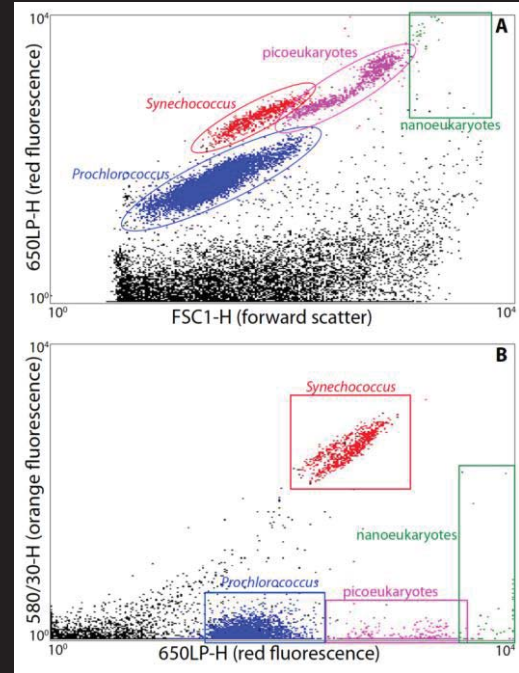 10⁴
A
picoeukaryotes
Synechococcus
nanoeukaryotes
Prochlorococcus
650LP-H (red fluorescence)
10⁰
10⁰
FSC1-H (forward scatter)
10⁴
10⁴
B
Synechococcus
nanoeukaryotes
Prochlorococcus
picoeukaryotes
580/30-H (orange fluorescence)
10⁰
10⁰
650LP-H (red fluorescence)
10⁴